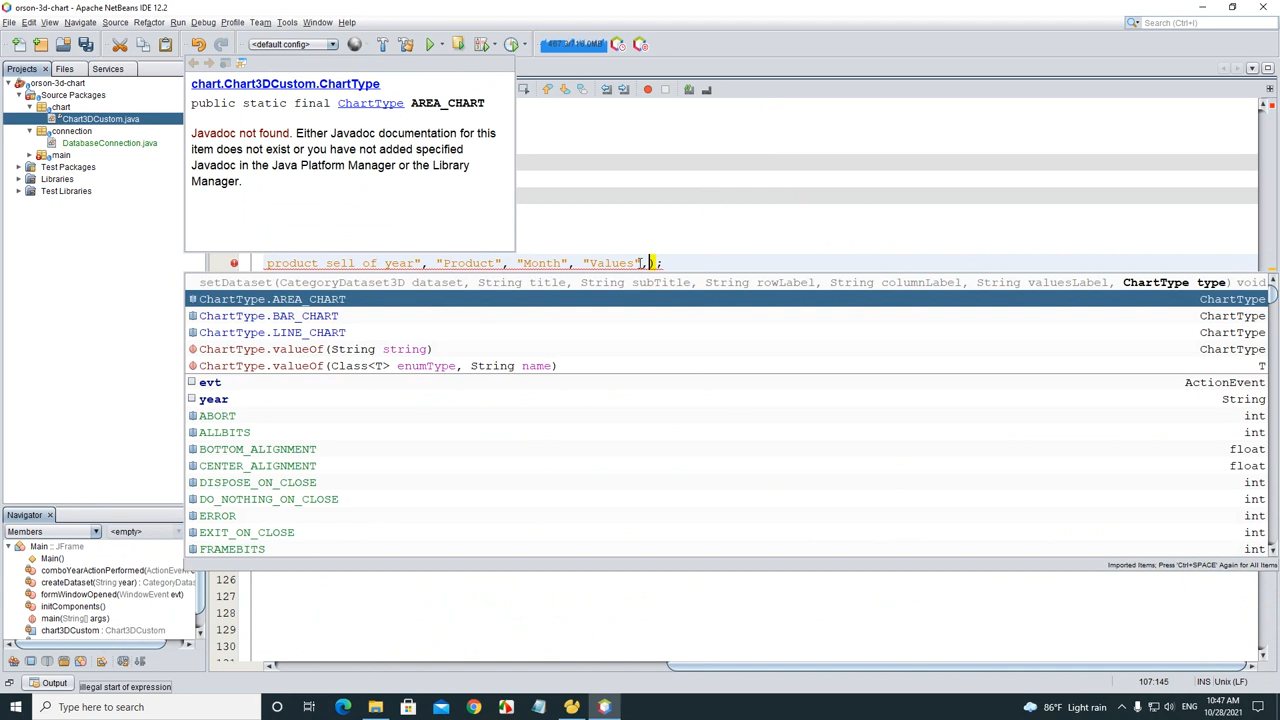 orson-3d-chart - Apache NetBeans IDE 12.2
File Edit View Navigate Source Refactor Run Debug Profile Team Tools Window Help
<default config>
Search (Ctrl+I)
Projects Files Services
orson-3d-chart
Source Packages
chart
Chart3DCustom.java
connection
DatabaseConnection.java
main
Test Packages
Libraries
Test Libraries
chart.Chart3DCustom.ChartType
public static final ChartType AREA_CHART
Javadoc not found. Either Javadoc documentation for this
item does not exist or you have not added specified
Javadoc in the Java Platform Manager or the Library
Manager.
product sell of year", "Product", "Month", "Values",);
setDataset(CategoryDataset3D dataset, String title, String subTitle, String rowLabel, String columnLabel, String valuesLabel, ChartType type) void
ChartType.AREA_CHART ChartType
ChartType.BAR_CHART ChartType
ChartType.LINE_CHART ChartType
ChartType.valueOf(String string) ChartType
ChartType.valueOf(Class<T> enumType, String name) T
evt ActionEvent
year String
ABORT int
ALLBITS int
BOTTOM_ALIGNMENT float
CENTER_ALIGNMENT float
DISPOSE_ON_CLOSE int
DO_NOTHING_ON_CLOSE int
ERROR int
EXIT_ON_CLOSE int
FRAMEBITS int
Imported Items; Press 'Ctrl+SPACE' Again for All Items
126
127
128
129
130
Navigator
Members <empty>
Main :: JFrame
Main()
comboYearActionPerformed(ActionEvent e
createDataset(String year) : CategoryDatas
formWindowOpened(WindowEvent evt)
initComponents()
main(String[] args)
chart3DCustom : Chart3DCustom
Output
illegal start of expression
107:145
INS Unix (LF)
Type here to search
86°F Light rain
ENG
10:47 AM
10/28/2021